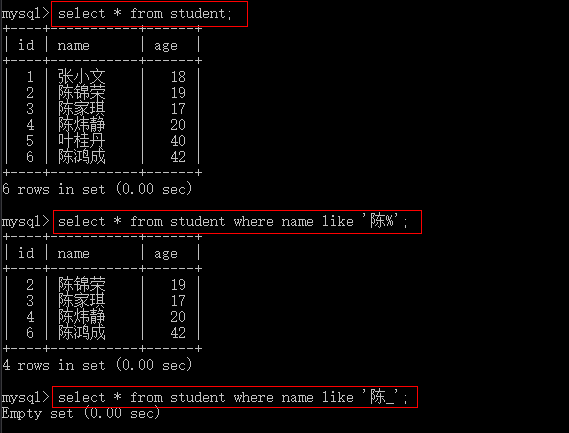 mysql> select * from student;
+----+-----------+------+
| id | name      | age  |
+----+-----------+------+
|  1 | 张小文    |   18 |
|  2 | 陈锦荣    |   19 |
|  3 | 陈家琪    |   17 |
|  4 | 陈炜静    |   20 |
|  5 | 叶桂丹    |   40 |
|  6 | 陈鸿成    |   42 |
+----+-----------+------+
6 rows in set (0.00 sec)
mysql> select * from student where name like '陈%';
+----+-----------+------+
| id | name      | age  |
+----+-----------+------+
|  2 | 陈锦荣    |   19 |
|  3 | 陈家琪    |   17 |
|  4 | 陈炜静    |   20 |
|  6 | 陈鸿成    |   42 |
+----+-----------+------+
4 rows in set (0.00 sec)
mysql> select * from student where name like '陈_';
Empty set (0.00 sec)